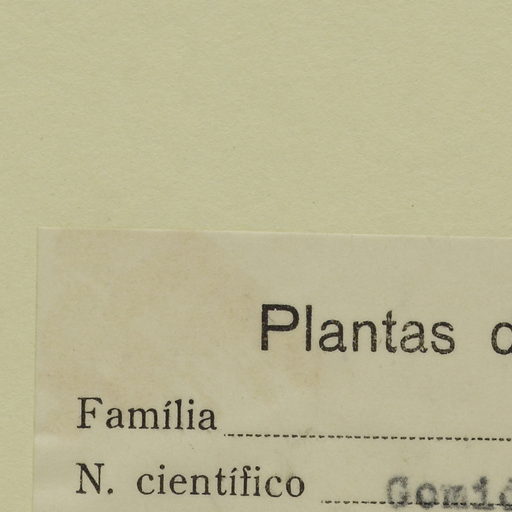 Plantas
Família
N. científico